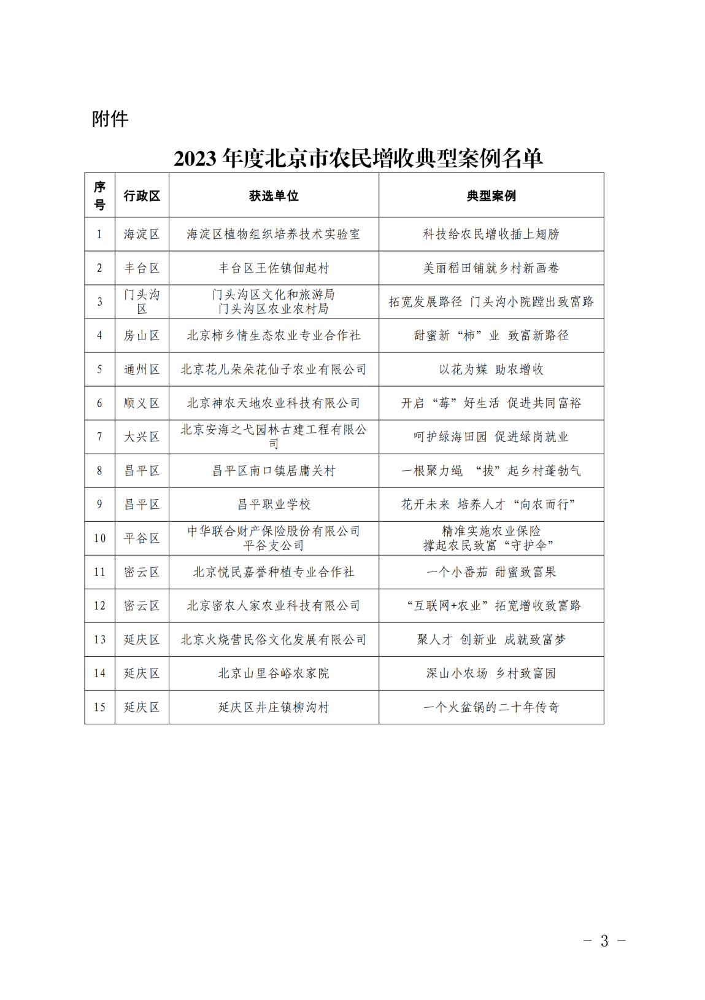 附件
2023 年度北京市农民增收典型案例名单
序号 行政区 获选单位 典型案例
1 海淀区 海淀区植物组织培养技术实验室 科技给农民增收插上翅膀
2 丰台区 丰台区王佐镇佃起村 美丽稻田铺就乡村新画卷
3 门头沟区 门头沟区文化和旅游局 门头沟区农业农村局 拓宽发展路径 门头沟小院蹚出致富路
4 房山区 北京柿乡情生态农业专业合作社 甜蜜新“柿”业 致富新路径
5 通州区 北京花儿朵朵花仙子农业有限公司 以花为媒 助农增收
6 顺义区 北京神农天地农业科技有限公司 开启“莓”好生活 促进共同富裕
7 大兴区 北京安海之弋园林古建工程有限公司 呵护绿海田园 促进绿岗就业
8 昌平区 昌平区南口镇居庸关村 一根聚力绳 “拔”起乡村蓬勃气
9 昌平区 昌平职业学校 花开未来 培养人才“向农而行”
10 平谷区 中华联合财产保险股份有限公司平谷支公司 精准实施农业保险 撑起农民致富“守护伞”
11 密云区 北京悦民嘉誉种植专业合作社 一个小番茄 甜蜜致富果
12 密云区 北京密农人家农业科技有限公司 “互联网+农业”拓宽增收致富路
13 延庆区 北京火烧营民俗文化发展有限公司 聚人才 创新业 成就致富梦
14 延庆区 北京山里谷峪农家院 深山小农场 乡村致富园
15 延庆区 延庆区井庄镇柳沟村 一个火盆锅的二十年传奇
- 3 -